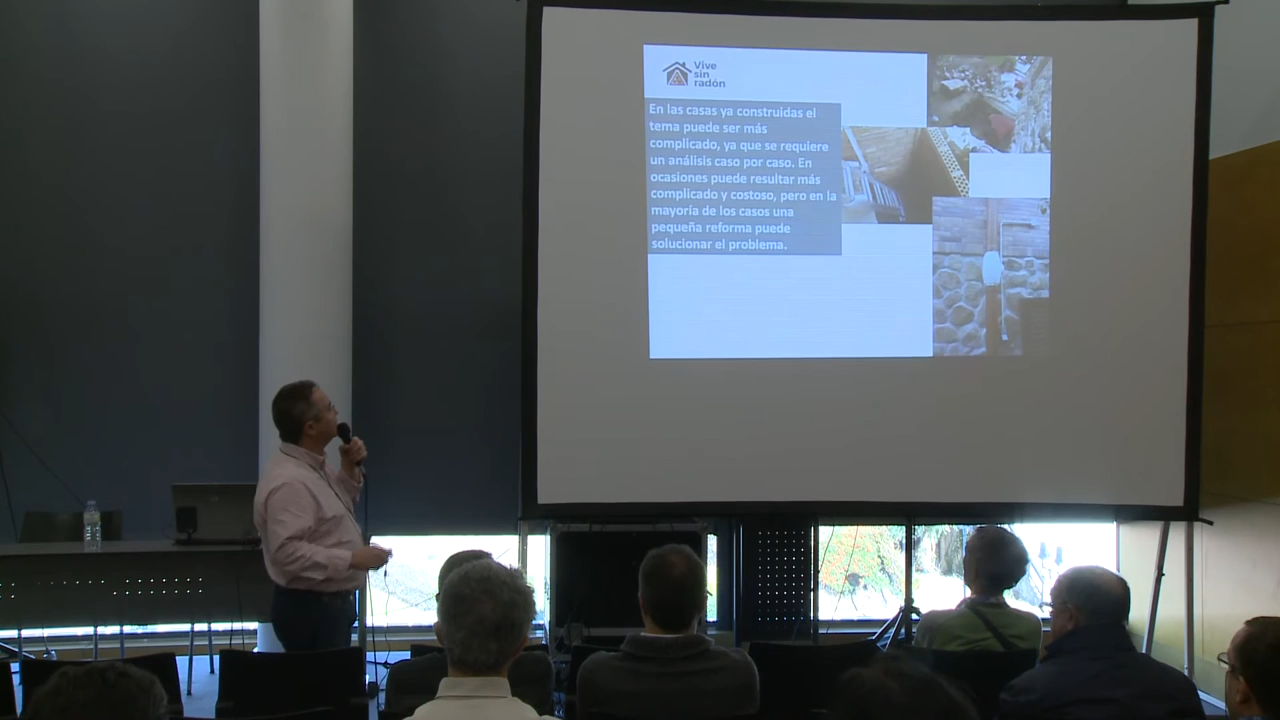 Vive
sin
radón
En las casas ya construidas el
tema puede ser más
complicado, ya que se requiere
un análisis caso por caso. En
ocasiones puede resultar más
complicado y costoso, pero en la
mayoría de los casos una
pequeña reforma puede
solucionar el problema.